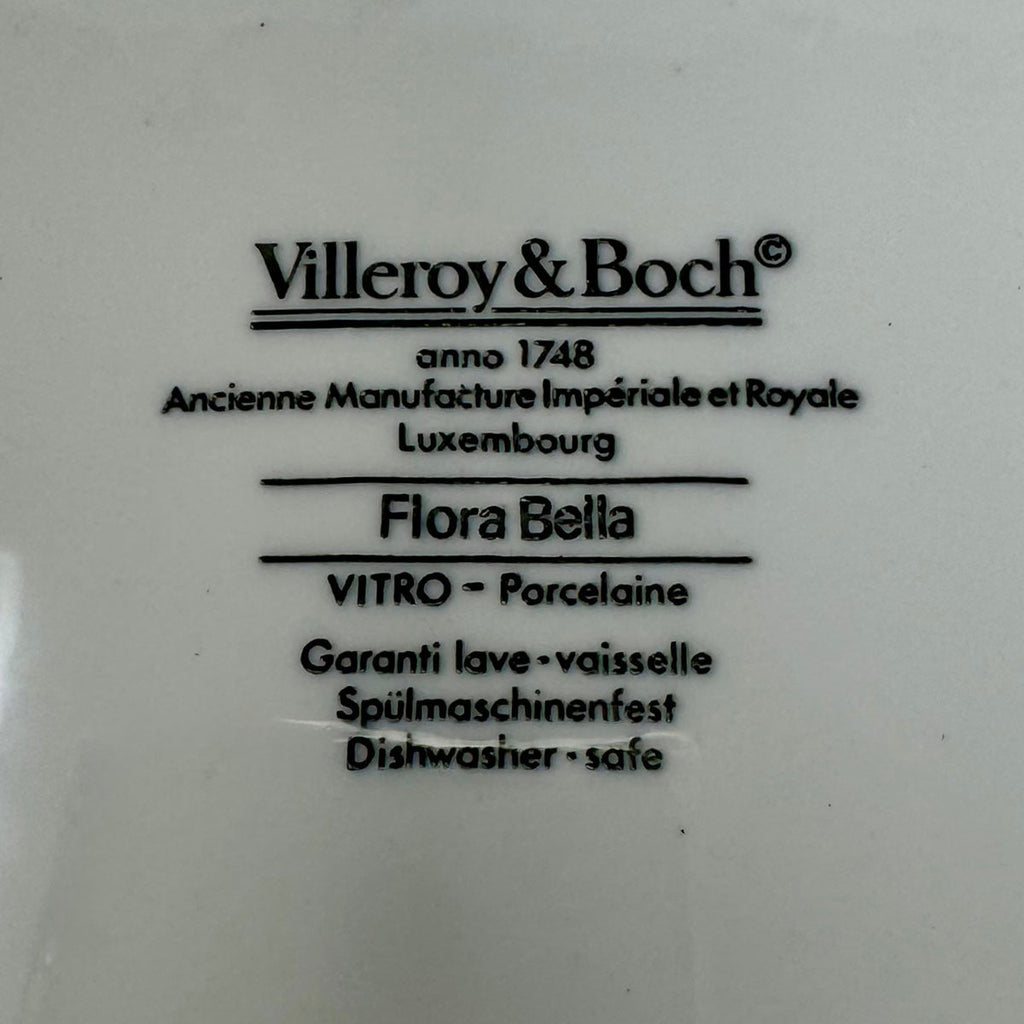 Villeroy & Boch©
anno 1748
Ancienne Manufacture Impériale et Royale
Luxembourg
Flora Bella
VITRO - Porcelaine
Garanti lave·vaisselle
Spülmaschinenfest
Dishwasher·safe